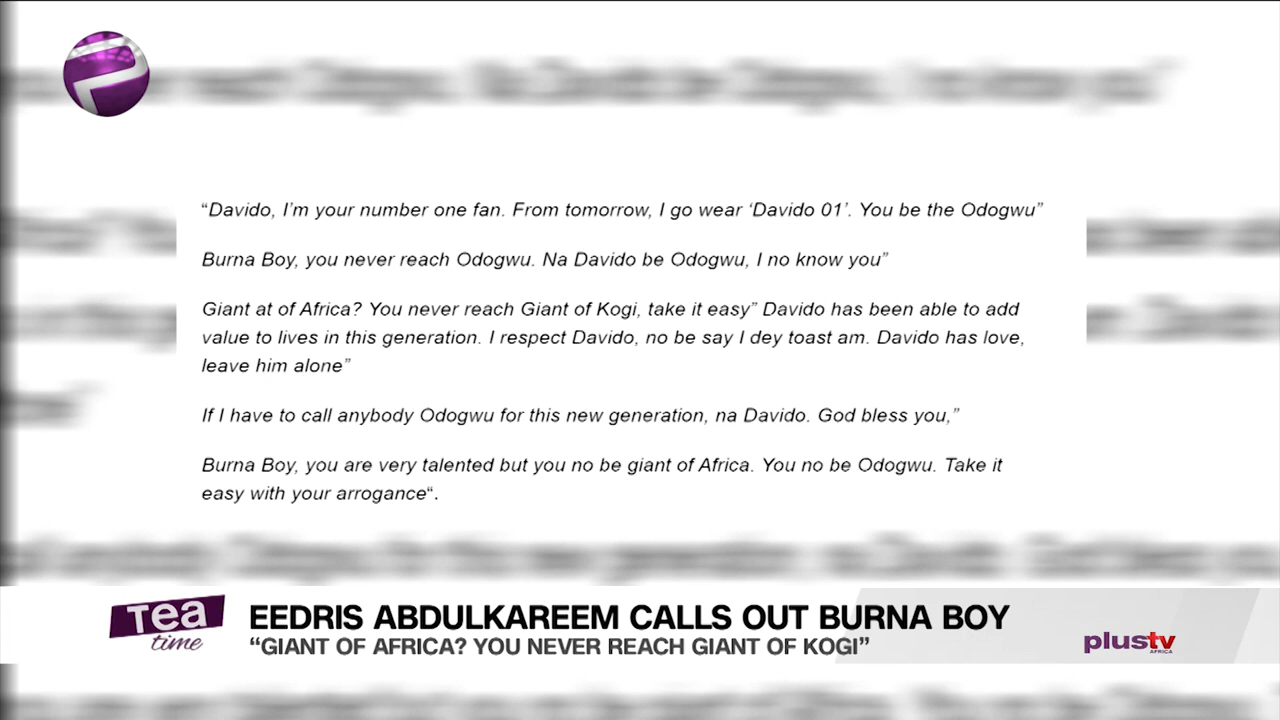 “Davido, I’m your number one fan. From tomorrow, I go wear ‘Davido 01’. You be the Odogwu”
Burna Boy, you never reach Odogwu. Na Davido be Odogwu, I no know you”
Giant at of Africa? You never reach Giant of Kogi, take it easy” Davido has been able to add
value to lives in this generation. I respect Davido, no be say I dey toast am. Davido has love,
leave him alone”
If I have to call anybody Odogwu for this new generation, na Davido. God bless you,”
Burna Boy, you are very talented but you no be giant of Africa. You no be Odogwu. Take it
easy with your arrogance“.
Tea
time
EEDRIS ABDULKAREEM CALLS OUT BURNA BOY
“GIANT OF AFRICA? YOU NEVER REACH GIANT OF KOGI”
plustv
AFRICA